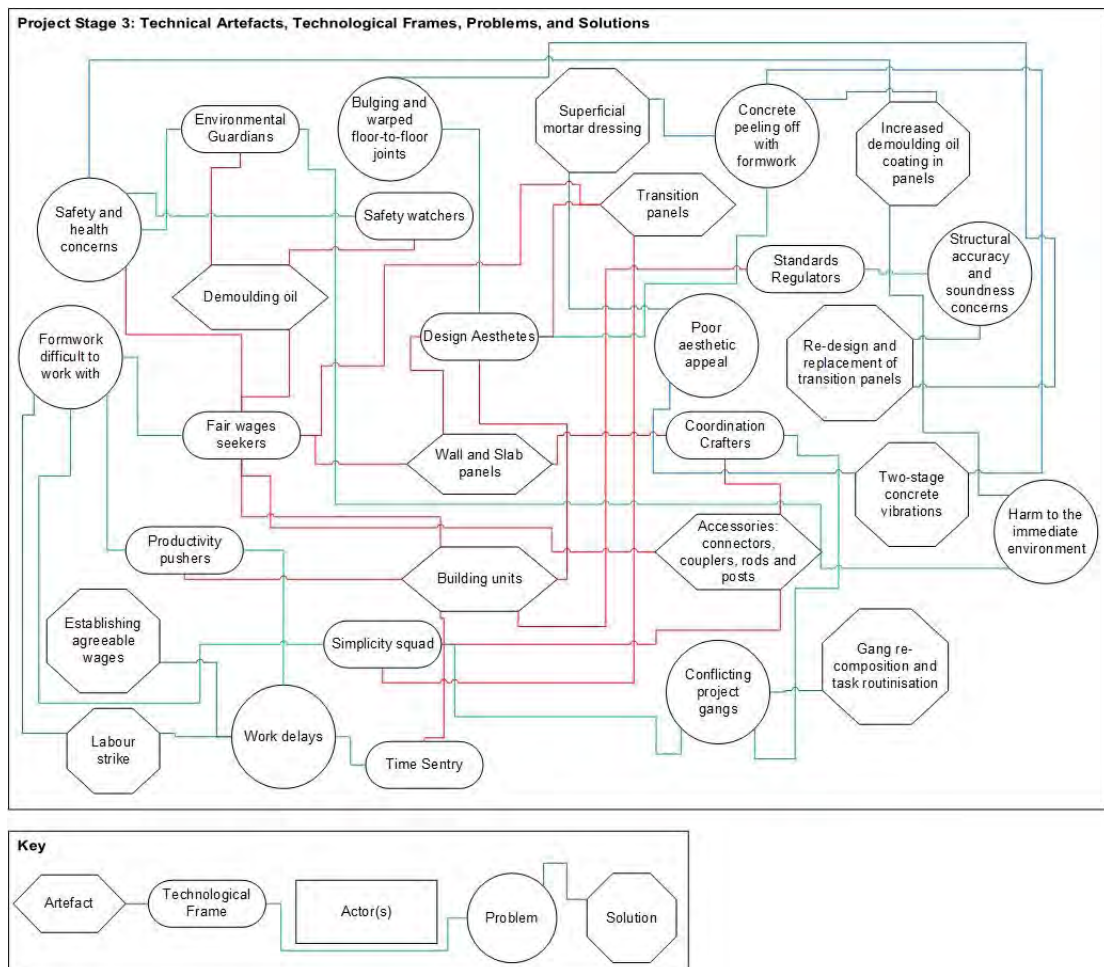 Project Stage 3: Technical Artefacts, Technological Frames, Problems, and Solutions
Environmental
Guardians
Bulging and
warped
floor-to-floor
joints
Superficial
mortar dressing
Concrete
peeling off
with
formwork
Increased
demoulding oil
coating in
panels
Safety and
health
concerns
Safety watchers
Transition
panels
Demoulding oil
Standards
Regulators
Structural
accuracy
and
soundness
concerns
Formwork
difficult to
work with
Design Aesthetes
Poor
aesthetic
appeal
Re-design and
replacement of
transition panels
Fair wages
seekers
Wall and Slab
panels
Coordination
Crafters
Two-stage
concrete
vibrations
Harm to the
immediate
environment
Productivity
pushers
Building units
Accessories:
connectors,
couplers, rods and
posts
Establishing
agreeable
wages
Simplicity squad
Conflicting
project
gangs
Gang re-
composition and
task routinisation
Labour
strike
Work delays
Time Sentry
Key
Artefact
Technological
Frame
Actor(s)
Problem
Solution